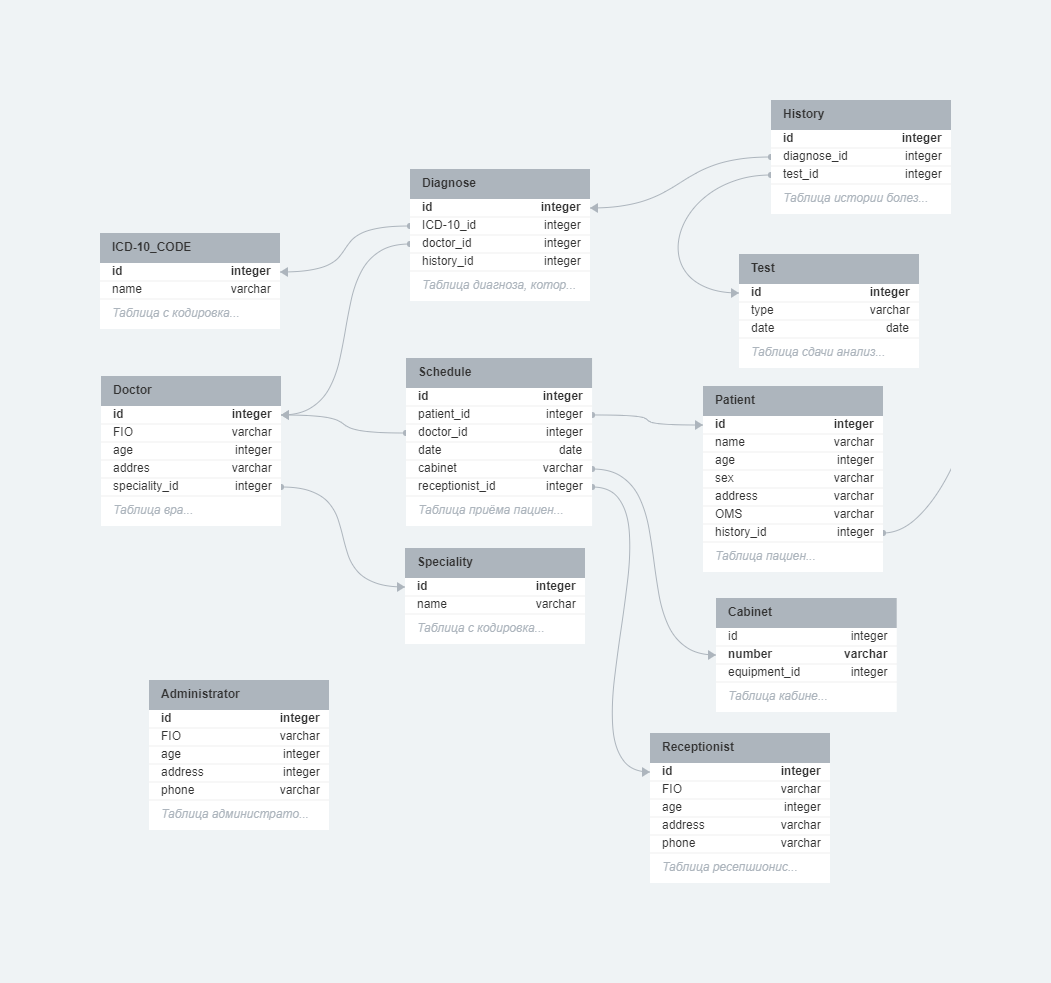 History
id integer
diagnose_id integer
test_id integer
Таблица истории болез...
Diagnose
id integer
ICD-10_id integer
doctor_id integer
history_id integer
Таблица диагноза, котор...
ICD-10_CODE
id integer
name varchar
Таблица с кодировка...
Test
id integer
type varchar
date date
Таблица сдачи анализ...
Doctor
id integer
FIO varchar
age integer
addres varchar
speciality_id integer
Таблица вра...
Schedule
id integer
patient_id integer
doctor_id integer
date date
cabinet varchar
receptionist_id integer
Таблица приёма пациен...
Patient
id integer
name varchar
age integer
sex varchar
address varchar
OMS varchar
history_id integer
Таблица пациен...
Speciality
id integer
name varchar
Таблица с кодировка...
Cabinet
id integer
number varchar
equipment_id integer
Таблица кабине...
Administrator
id integer
FIO varchar
age integer
address integer
phone varchar
Таблица администрато...
Receptionist
id integer
FIO varchar
age integer
address varchar
phone varchar
Таблица ресепшионис...